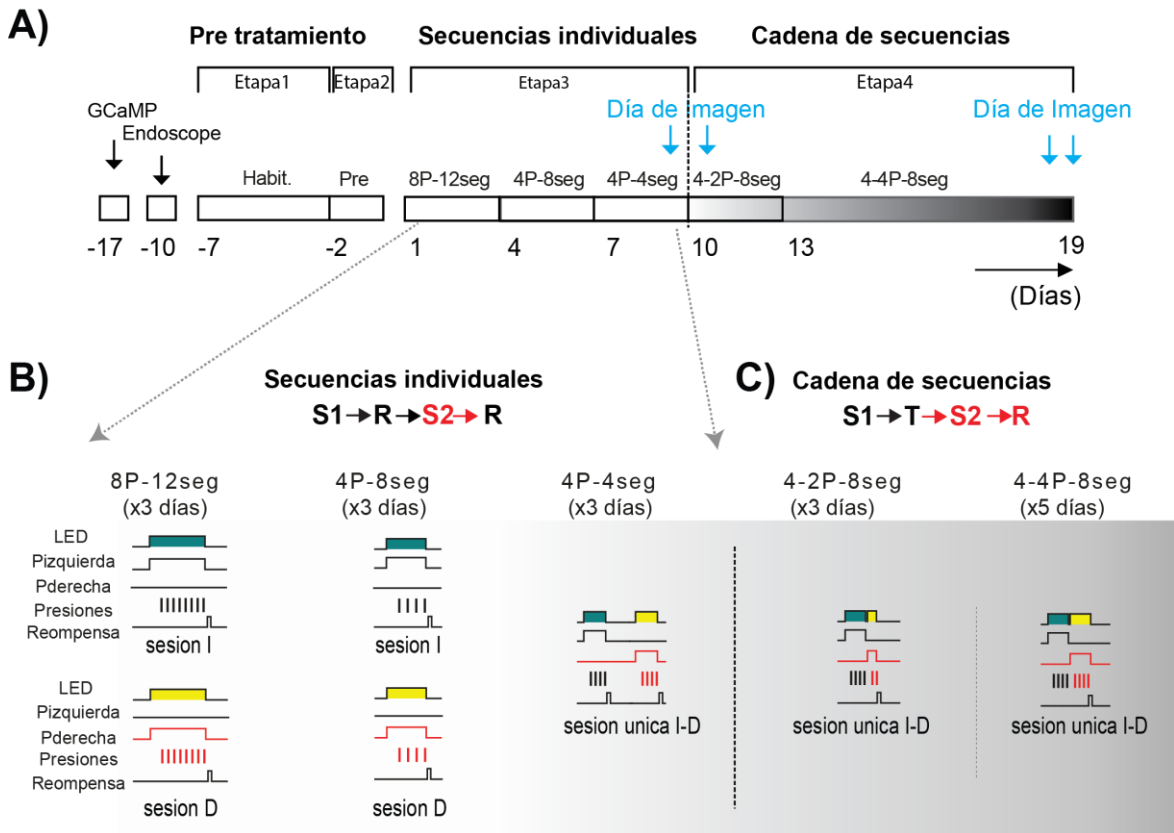 A)
Pre tratamiento Secuencias individuales Cadena de secuencias
Etapa1 Etapa2 Etapa3 Etapa4
GCaMP
Endoscope
Día de imagen Día de Imagen
Habit. Pre 8P-12seg 4P-8seg 4P-4seg 4-2P-8seg 4-4P-8seg
-17 -10 -7 -2 1 4 7 10 13 19
(Días)
B)
Secuencias individuales
S1→R→S2→R
C)
Cadena de secuencias
S1→T→S2→R
8P-12seg 4P-8seg 4P-4seg 4-2P-8seg 4-4P-8seg
(x3 días) (x3 días) (x3 días) (x3 días) (x5 días)
LED
Pizquierda
Pderecha
Presiones
Reompensa
sesion I sesion I
sesion unica I-D sesion unica I-D sesion unica I-D
LED
Pizquierda
Pderecha
Presiones
Reompensa
sesion D sesion D